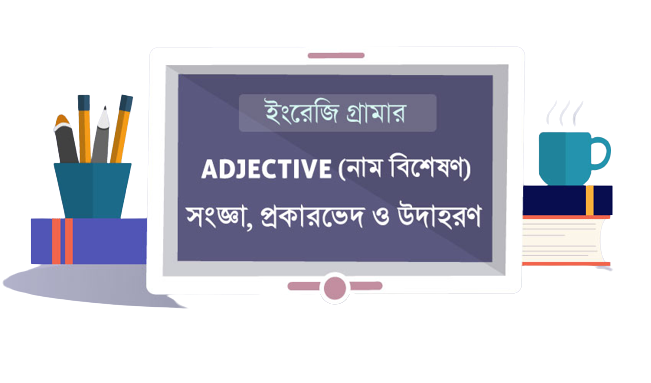 ইংরেজি গ্রামার
ADJECTIVE (নাম বিশেষণ)
সংজ্ঞা, প্রকারভেদ ও উদাহরণ